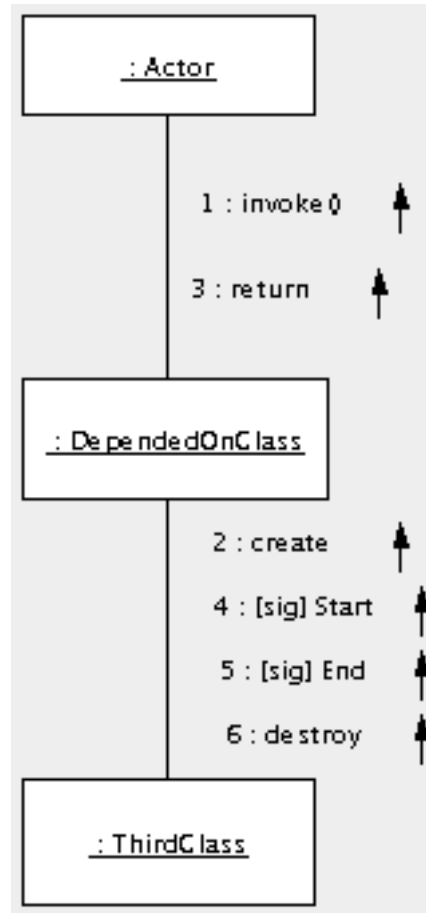 : Actor
1 : invoke()
3 : return
: DependedOnClass
2 : create
4 : [sig] Start
5 : [sig] End
6 : destroy
: ThirdClass